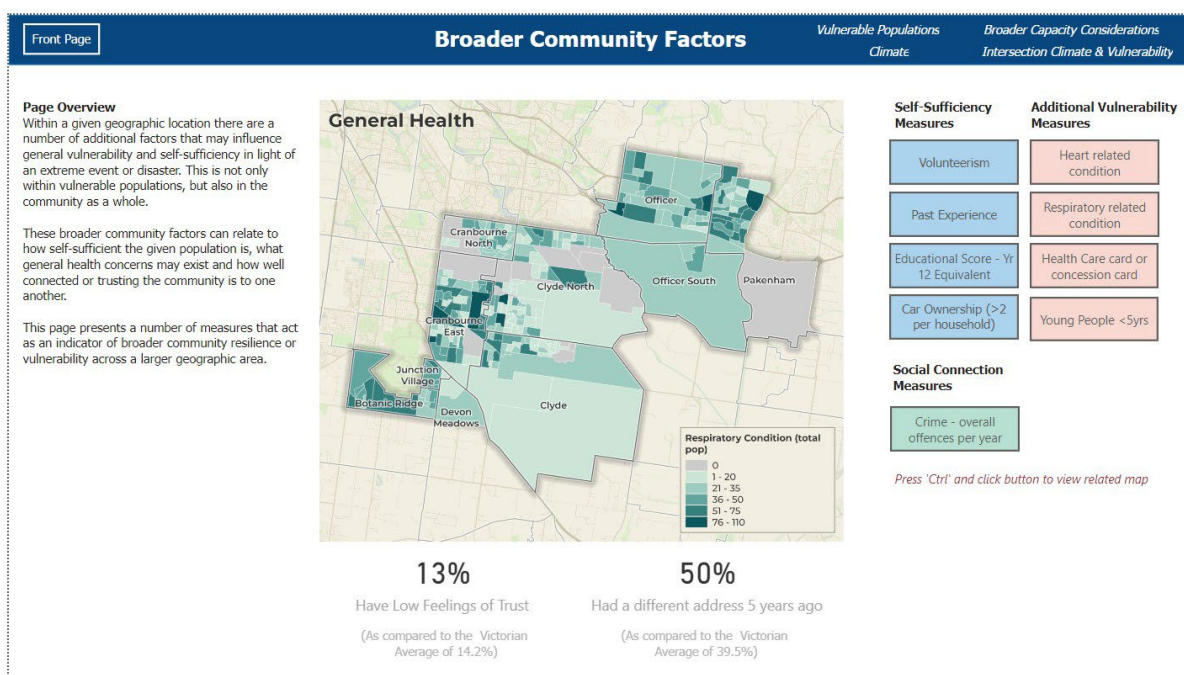 Front Page
Broader Community Factors
Vulnerable Populations
Broader Capacity Considerations
Climate
Intersection Climate & Vulnerability
Page Overview
Within a given geographic location there are a
number of additional factors that may influence
general vulnerability and self-sufficiency in light of
an extreme event or disaster. This is not only
within vulnerable populations, but also in the
community as a whole.
These broader community factors can relate to
how self-sufficient the given population is, what
general health concerns may exist and how well
connected or trusting the community is to one
another.
This page presents a number of measures that act
as an indicator of broader community resilience or
vulnerability across a larger geographic area.
General Health
Officer
Cranbourne
North
Clyde North
Officer South
Pakenham
Cranbourne
East
Junction
Village
Botanic Ridge
Devon
Meadows
Clyde
Respiratory Condition (total
pop)
0
1 - 20
21 - 35
36 - 50
51 - 75
76 - 110
13%
Have Low Feelings of Trust
(As compared to the Victorian
Average of 14.2%)
50%
Had a different address 5 years ago
(As compared to the Victorian
Average of 39.5%)
Self-Sufficiency
Measures
Volunteerism
Past Experience
Educational Score - Yr
12 Equivalent
Car Ownership (>2
per household)
Additional Vulnerability
Measures
Heart related
condition
Respiratory related
condition
Health Care card or
concession card
Young People <5yrs
Social Connection
Measures
Crime - overall
offences per year
Press 'Ctrl' and click button to view related map